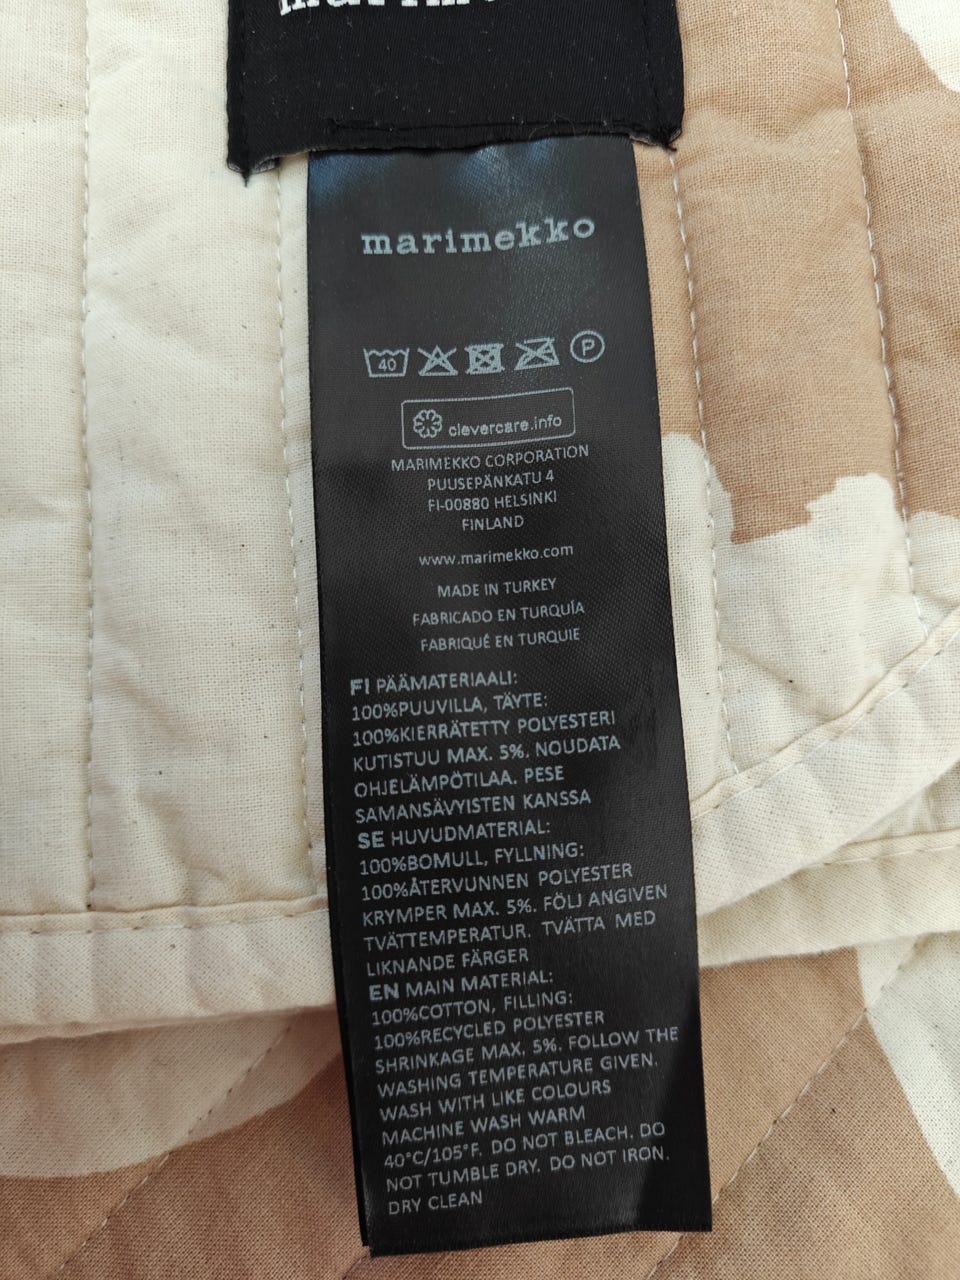 marimekko
40 P
clevercare.info
MARIMEKKO CORPORATION
PUUSEPÄNKATU 4
FI-00880 HELSINKI
FINLAND
www.marimekko.com
MADE IN TURKEY
FABRICADO EN TURQUÍA
FABRIQUÉ EN TURQUIE
FI PÄÄMATERIAALI:
100%PUUVILLA, TÄYTE:
100%KIERRÄTETTY POLYESTERI
KUTISTUU MAX. 5%. NOUDATA
OHJELÄMPÖTILAA. PESE
SAMANSÄVYISTEN KANSSA
SE HUVUDMATERIAL:
100%BOMULL, FYLLNING:
100%ÅTERVUNNEN POLYESTER
KRYMPER MAX. 5%. FÖLJ ANGIVEN
TVÄTTEMPERATUR. TVÄTTA MED
LIKNANDE FÄRGER
EN MAIN MATERIAL:
100%COTTON, FILLING:
100%RECYCLED POLYESTER
SHRINKAGE MAX. 5%. FOLLOW THE
WASHING TEMPERATURE GIVEN.
WASH WITH LIKE COLOURS
MACHINE WASH WARM
40°C/105°F. DO NOT BLEACH. DO
NOT TUMBLE DRY. DO NOT IRON.
DRY CLEAN